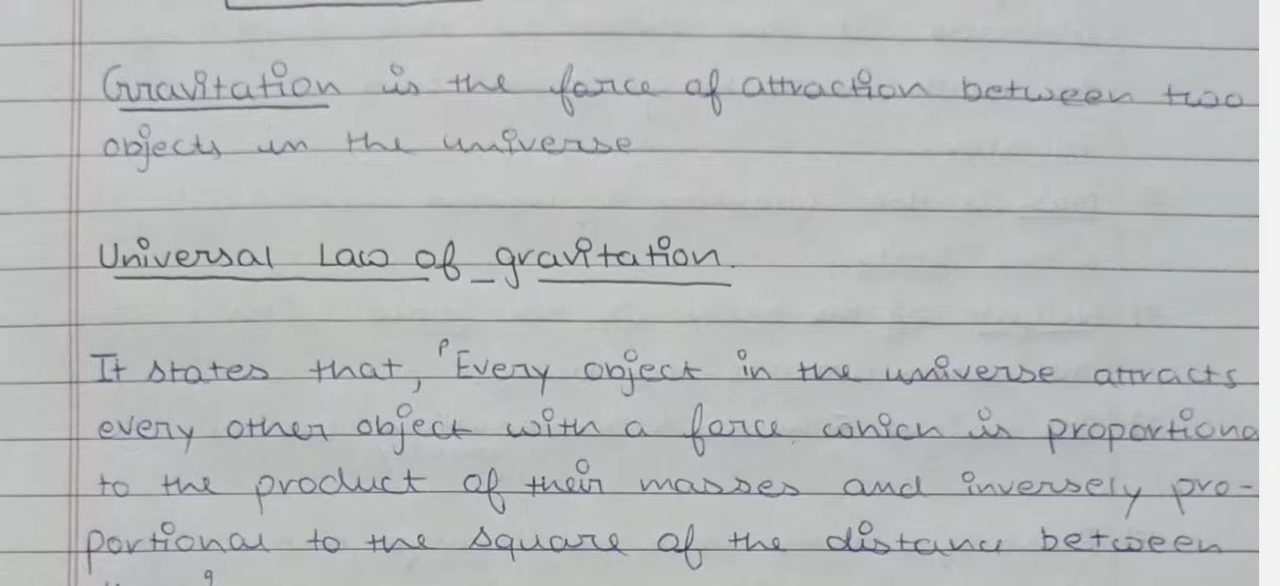 Gravitation is the force of attraction between two
objects in the universe
Universal Law of gravitation.
It states that, "Every object in the universe attracts
every other object with a force which is proportiona
to the product of their masses and inversely pro-
portional to the square of the distance between